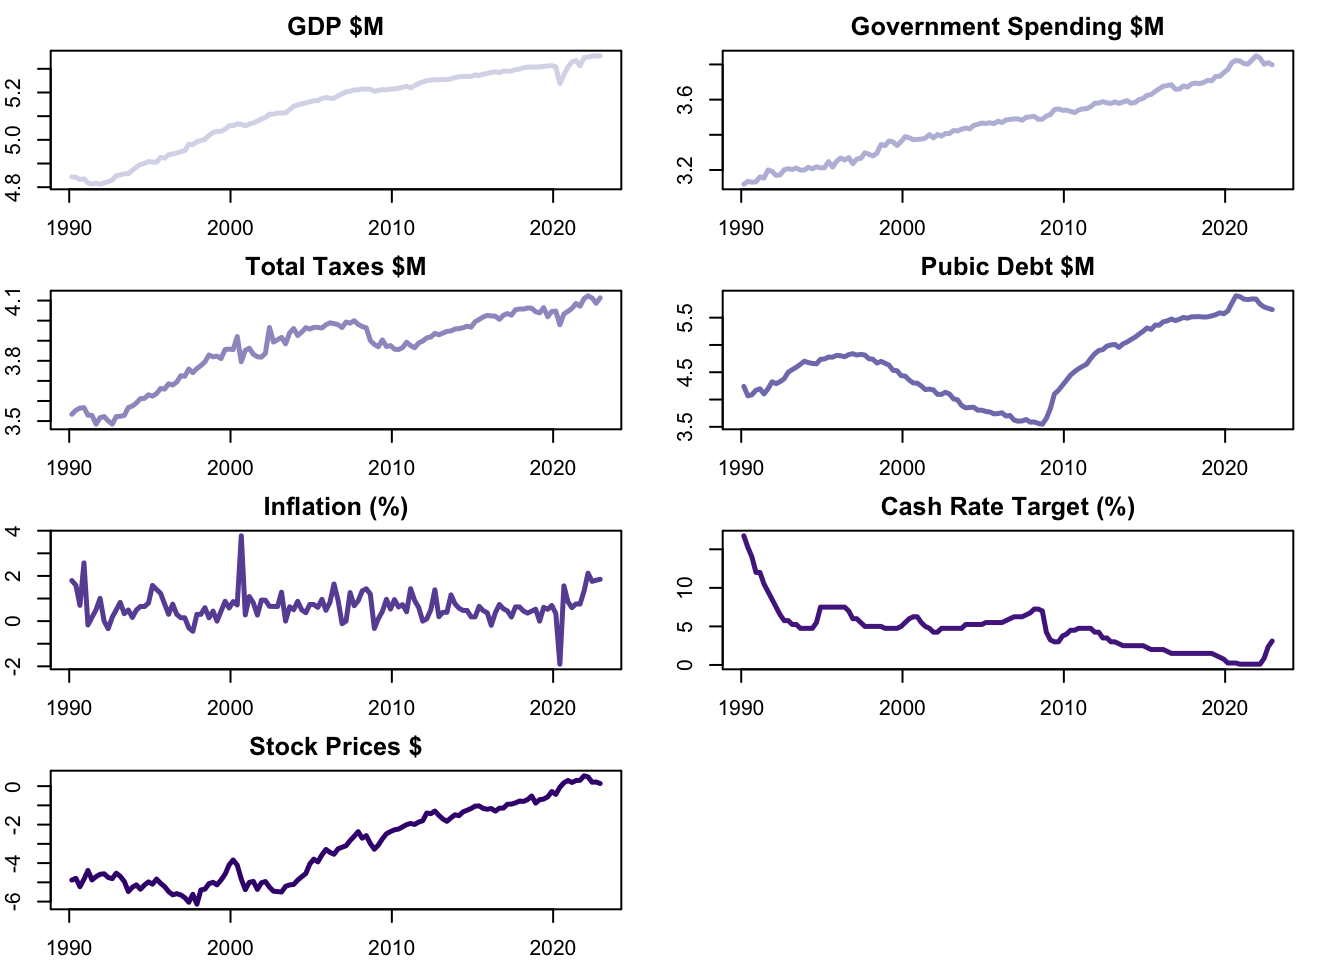 GDP $M
Government Spending $M
4.8 5.0 5.2
1990 2000 2010 2020
3.2 3.6
1990 2000 2010 2020
Total Taxes $M
Pubic Debt $M
3.5 3.8 4.1
1990 2000 2010 2020
3.5 4.5 5.5
1990 2000 2010 2020
Inflation (%)
Cash Rate Target (%)
-2 0 2 4
1990 2000 2010 2020
0 5 10
1990 2000 2010 2020
Stock Prices $
-6 -4 -2 0
1990 2000 2010 2020